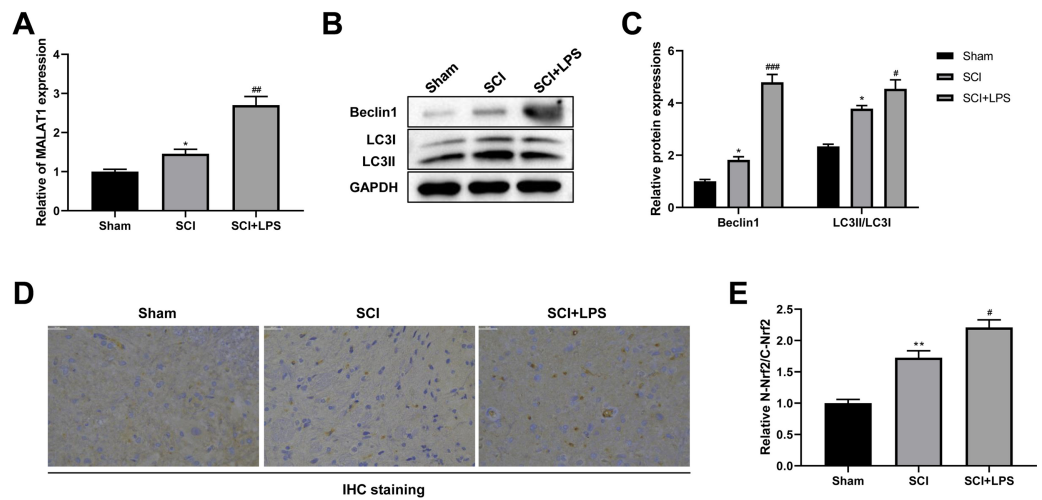 A
Relative of MALAT1 expression
4
3
2
1
0
*
##
Sham
SCI
SCI+LPS
B
Sham
SCI
SCI+LPS
Beclin1
LC3I
LC3II
GAPDH
C
Relative protein expressions
6
4
2
0
*
###
*
#
Beclin1
LC3II/LC3I
Sham
SCI
SCI+LPS
D
Sham
SCI
SCI+LPS
IHC staining
E
Relative N-Nrf2/C-Nrf2
2.5
2.0
1.5
1.0
0.5
0.0
**
#
Sham
SCI
SCI+LPS